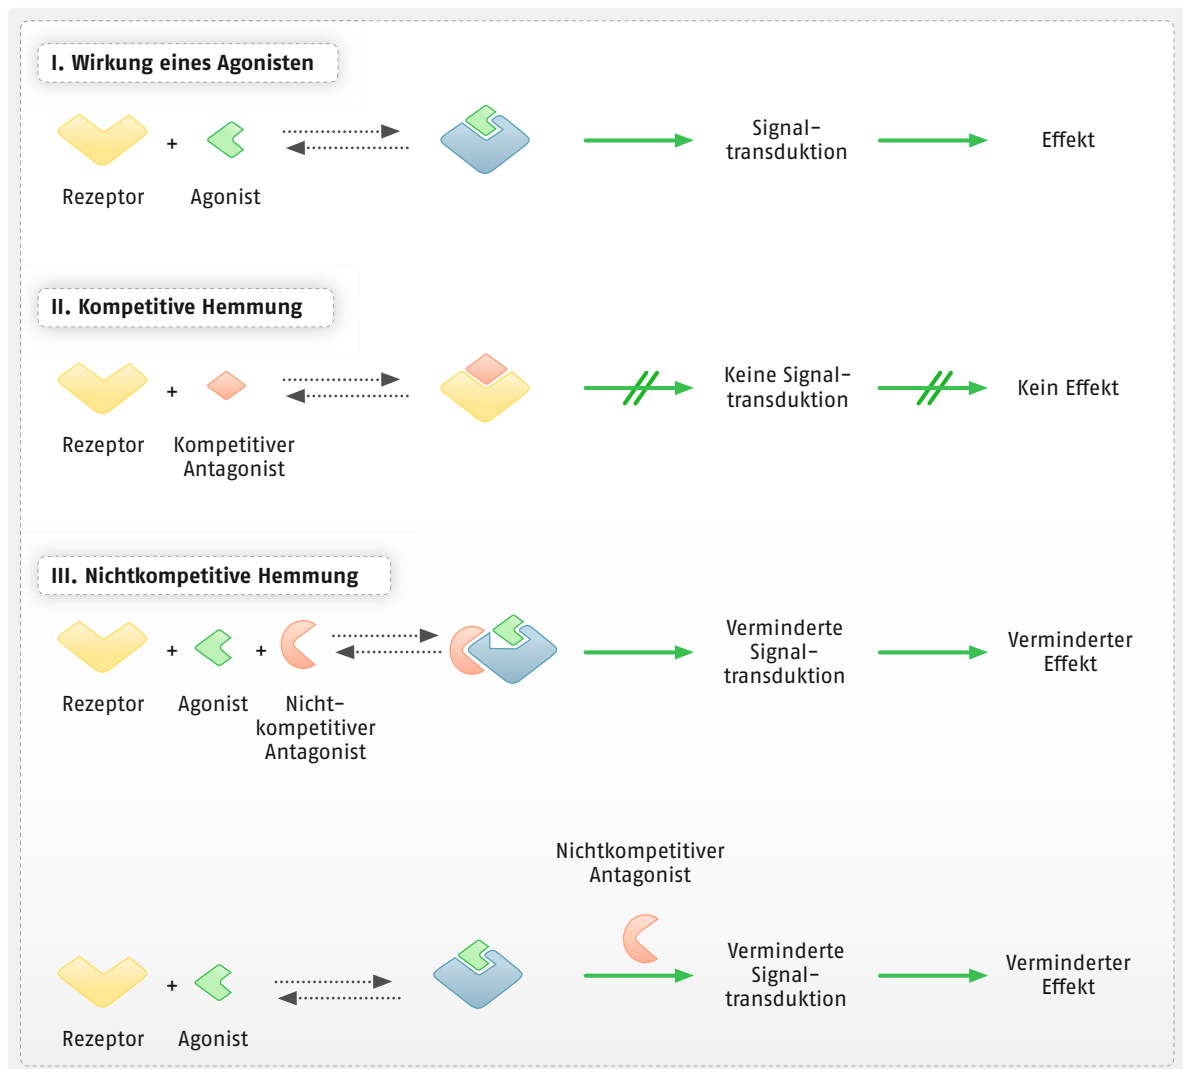 I. Wirkung eines Agonisten
+
Signal-
transduktion
Effekt
Rezeptor
Agonist
II. Kompetitive Hemmung
+
Keine Signal-
transduktion
Kein Effekt
Rezeptor
Kompetitiver
Antagonist
III. Nichtkompetitive Hemmung
+
+
Verminderte
Signal-
transduktion
Verminderter
Effekt
Rezeptor
Agonist
Nicht-
kompetitiver
Antagonist
Nichtkompetitiver
Antagonist
+
Verminderte
Signal-
transduktion
Verminderter
Effekt
Rezeptor
Agonist